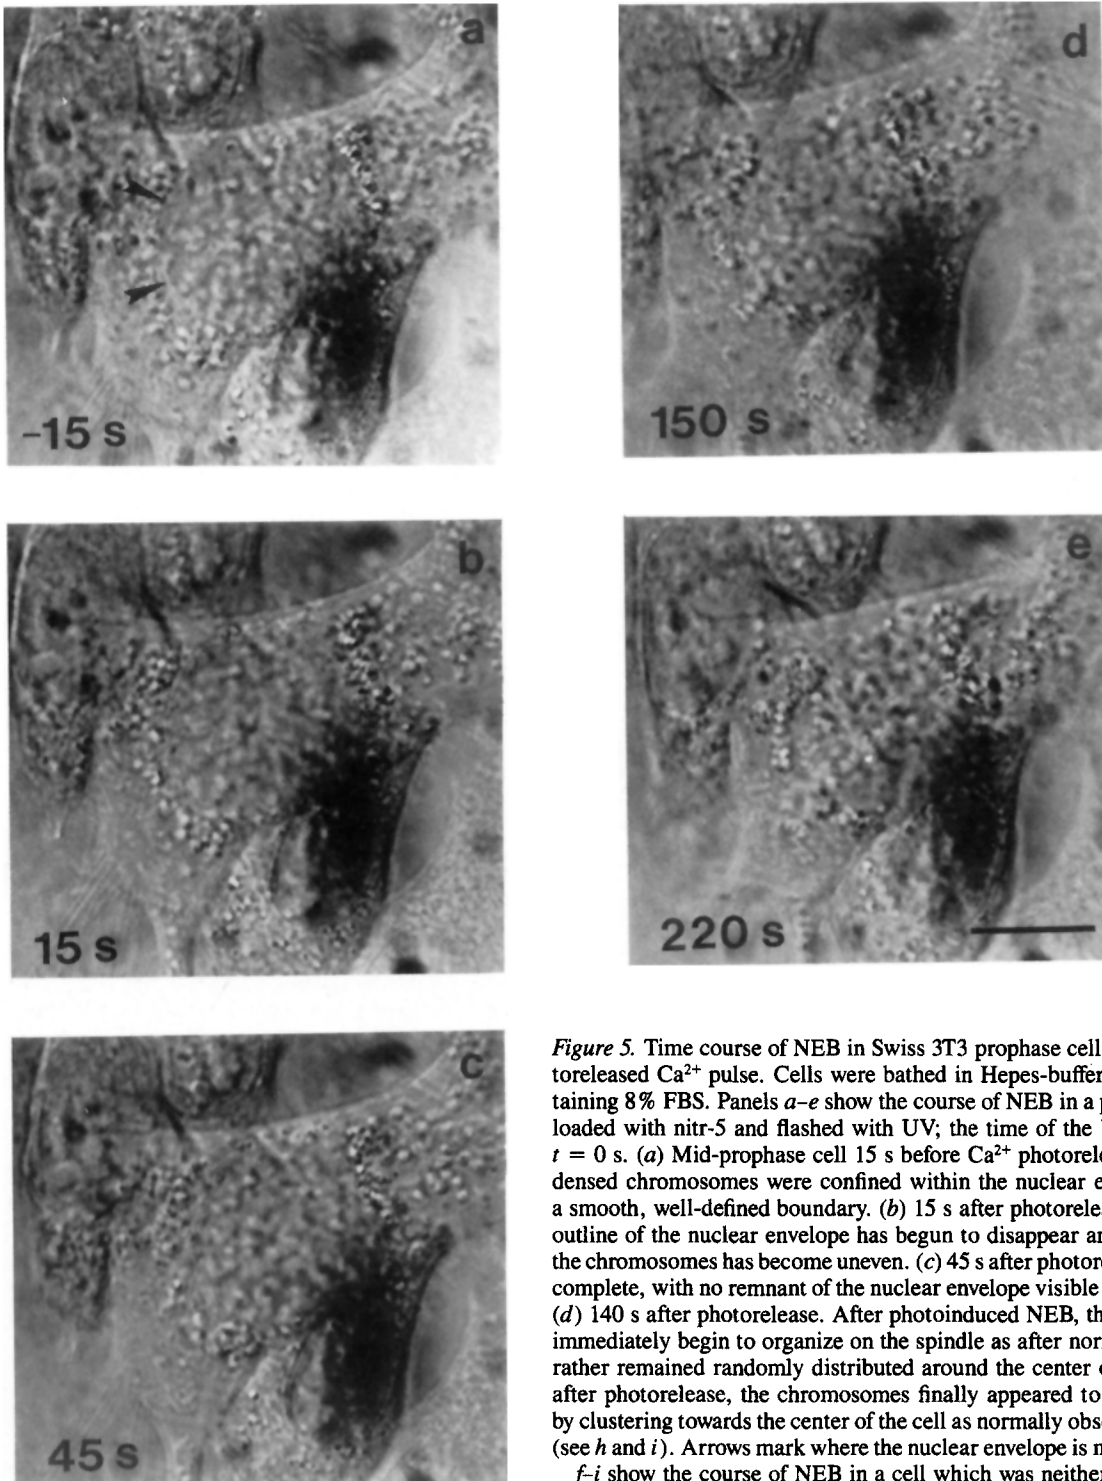 a
-15 s
d
150 s
b
15 s
e
220 s
c
45 s
Figure 5. Time course of NEB in Swiss 3T3 prophase cell
toreleased Ca²⁺ pulse. Cells were bathed in Hepes-buffer
taining 8% FBS. Panels a–e show the course of NEB in a
loaded with nitr-5 and flashed with UV; the time of the
t = 0 s. (a) Mid-prophase cell 15 s before Ca²⁺ photorele
densed chromosomes were confined within the nuclear e
a smooth, well-defined boundary. (b) 15 s after photorele
outline of the nuclear envelope has begun to disappear a
the chromosomes has become uneven. (c) 45 s after photor
complete, with no remnant of the nuclear envelope visible
(d) 140 s after photorelease. After photoinduced NEB, th
immediately begin to organize on the spindle as after nor
rather remained randomly distributed around the center
after photorelease, the chromosomes finally appeared to
by clustering towards the center of the cell as normally obs
(see h and i). Arrows mark where the nuclear envelope is
f–i show the course of NEB in a cell which was neither